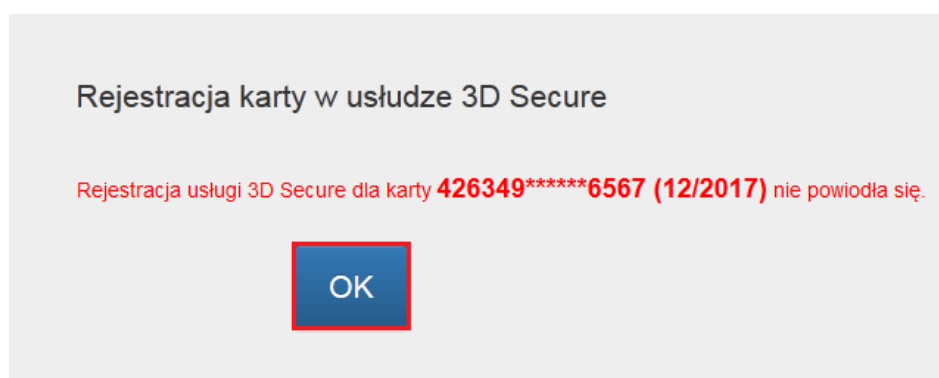 Rejestracja karty w usłudze 3D Secure
Rejestracja usługi 3D Secure dla karty 426349******6567 (12/2017) nie powiodła się.
OK